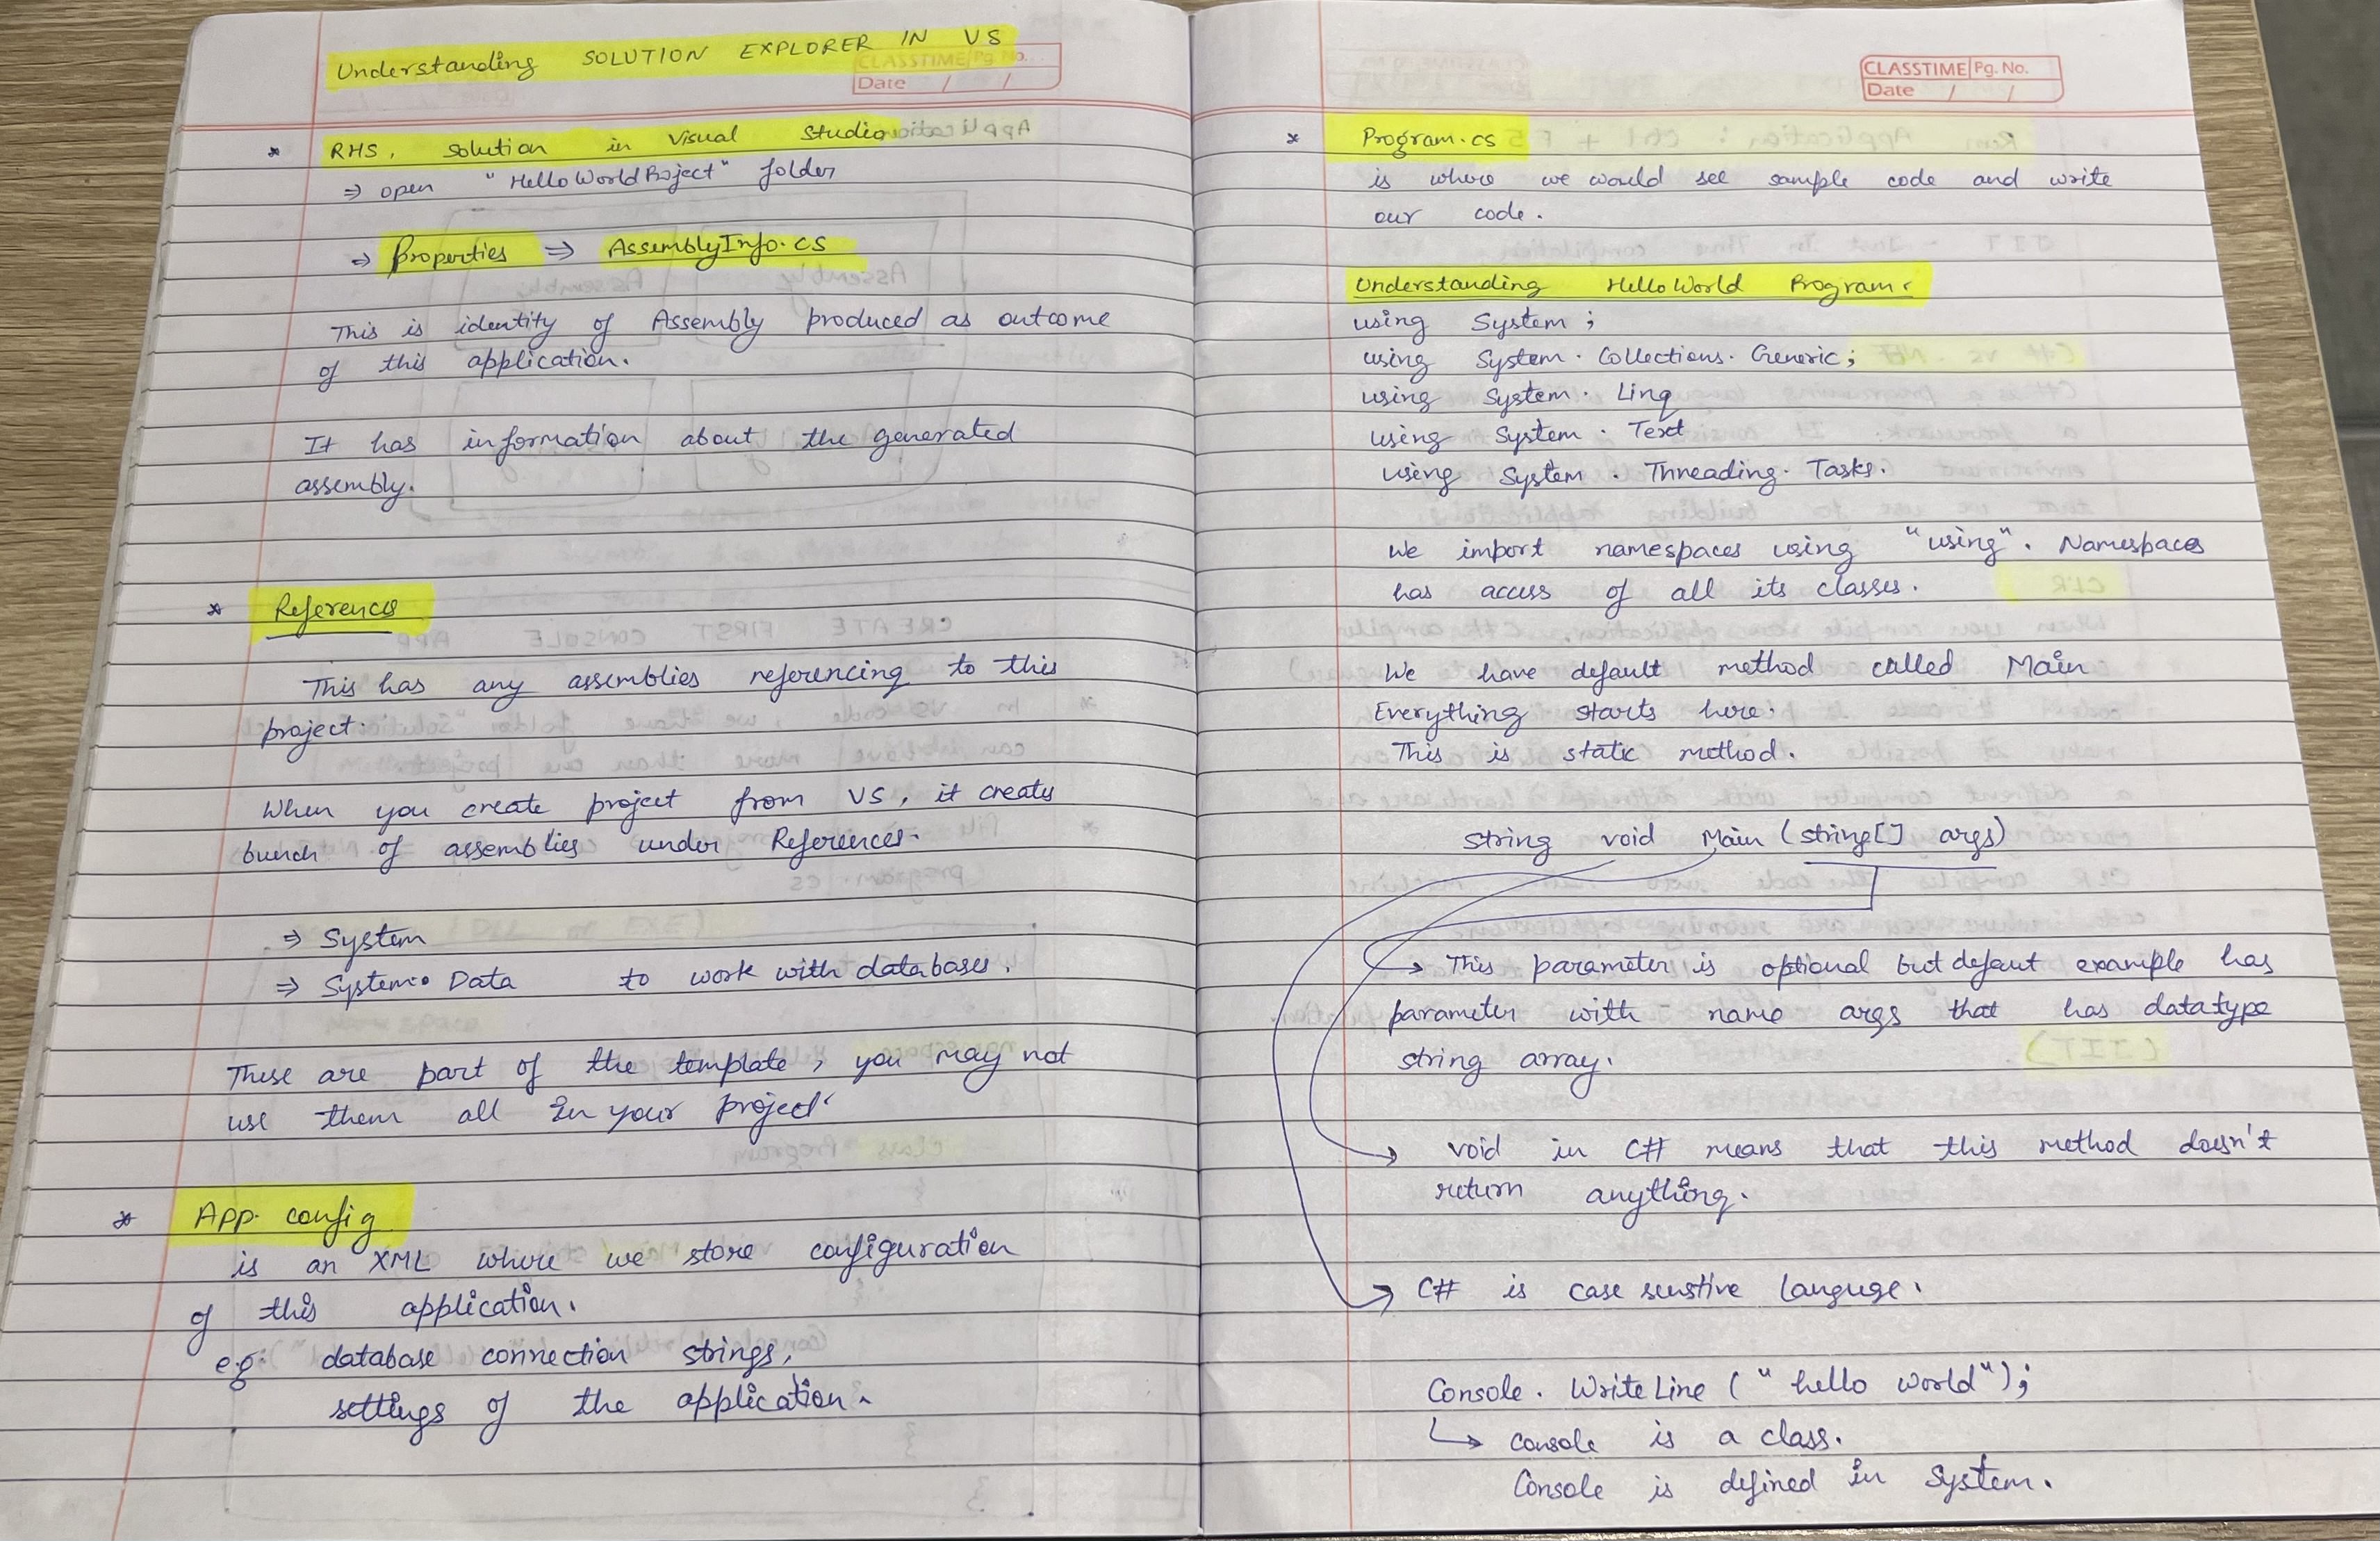 Understanding SOLUTION EXPLORER IN VS
CLASSTIME Pg. No.
Date / /
* RHS, solution in Visual Studio
⇒ open "HelloWorldProject" folder
⇒ Properties ⇒ AssemblyInfo.cs
This is identity of Assembly produced as outcome
of this application.
It has information about the generated
assembly.
* References
This has any assemblies referencing to this
project.
When you create project from VS, it creates
bunch of assemblies under References.
⇒ System
⇒ System. Data to work with databases.
These are part of the template, you may not
use them all in your project.
* App. config
is an XML where we store configuration
of this application.
e.g: database connection strings,
settings of the application.
CLASSTIME Pg. No.
Date / /
* Program.cs
is where we would see sample code and write
our code.
Understanding HelloWorld Program:
using System;
using System. Collections. Generic;
using System. Linq
using System. Text
using System. Threading. Tasks.
We import namespaces using "using". Namespaces
has access of all its classes.
We have default method called Main
Everything starts here.
This is static method.
string void Main (string[] args)
→ This parameter is optional but defaut example has
parameter with name args that has datatype
string array.
→ void in C# means that this method doesn't
return anything.
→ C# is case senstive languge.
Console. WriteLine ("hello world");
↳ console is a class.
Console is defined in System.